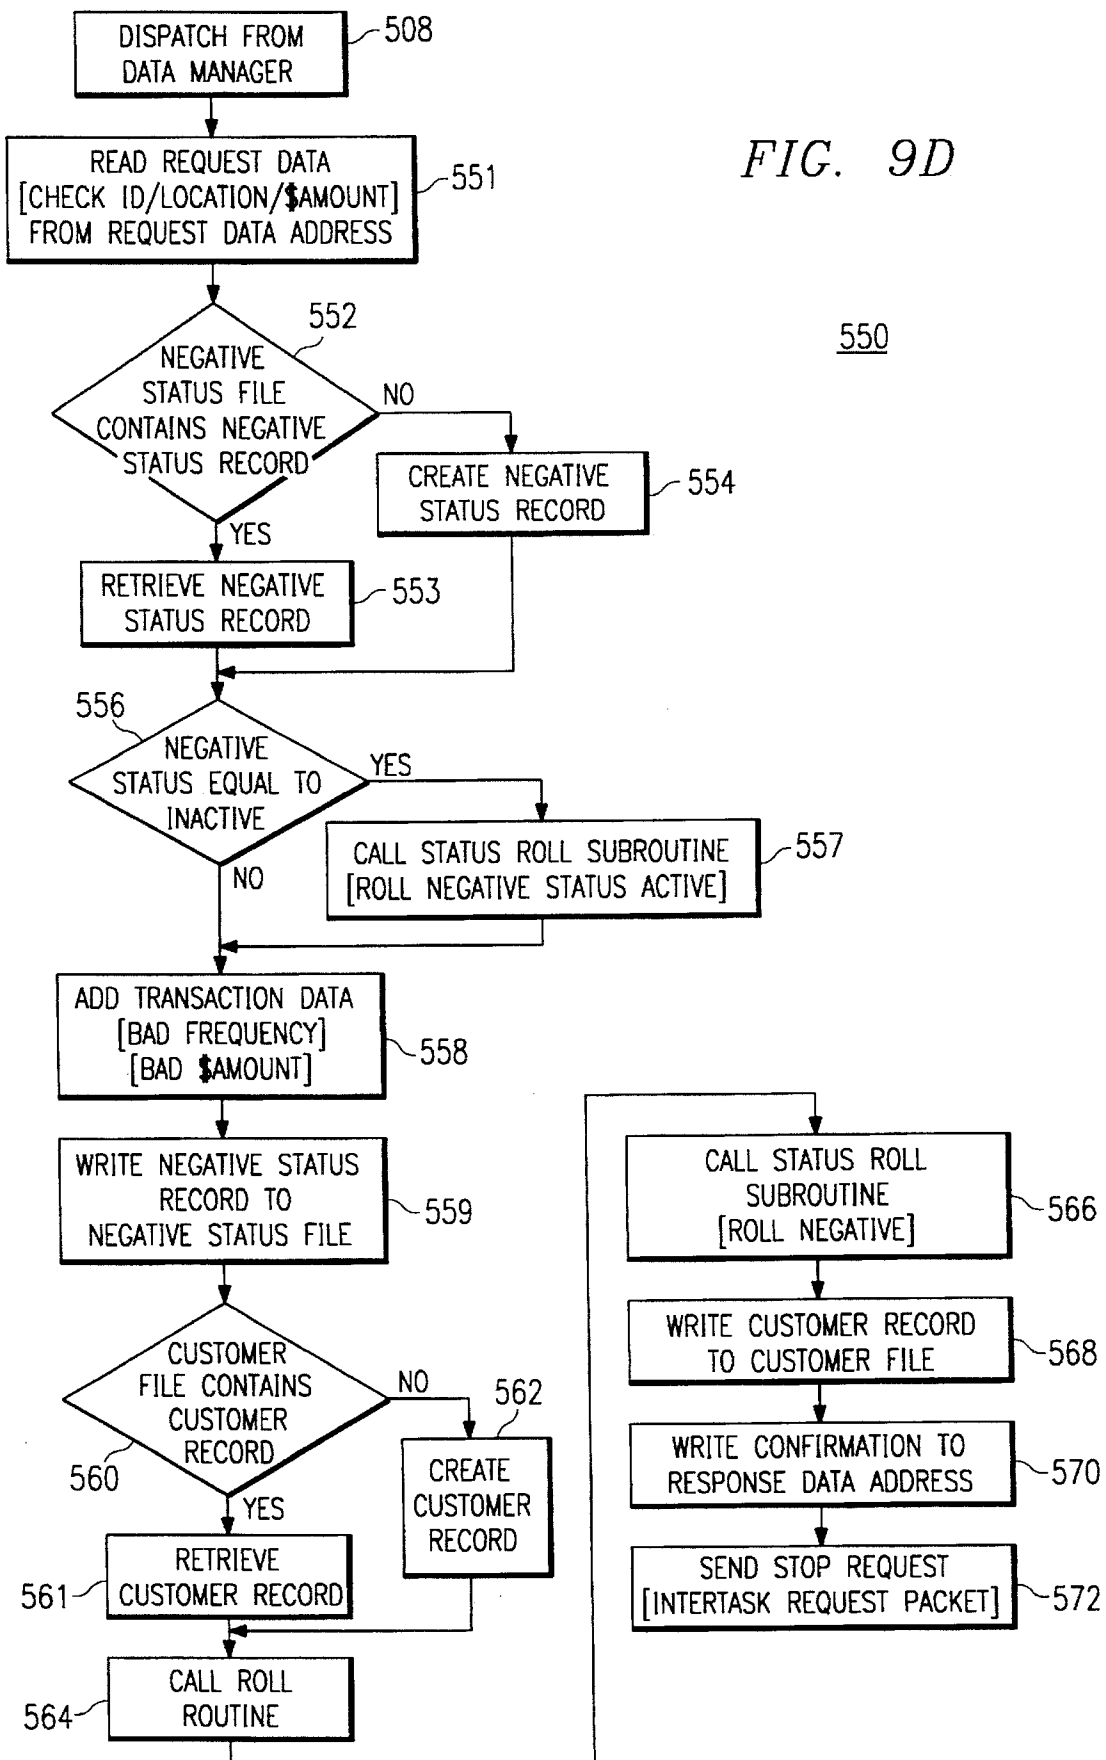 DISPATCH FROM
DATA MANAGER
508
FIG. 9D
550
READ REQUEST DATA
[CHECK ID/LOCATION/$AMOUNT]
FROM REQUEST DATA ADDRESS
551
552
NEGATIVE
STATUS FILE
CONTAINS NEGATIVE
STATUS RECORD
NO
YES
CREATE NEGATIVE
STATUS RECORD
554
RETRIEVE NEGATIVE
STATUS RECORD
553
556
NEGATIVE
STATUS EQUAL TO
INACTIVE
YES
NO
CALL STATUS ROLL SUBROUTINE
[ROLL NEGATIVE STATUS ACTIVE]
557
ADD TRANSACTION DATA
[BAD FREQUENCY]
[BAD $AMOUNT]
558
WRITE NEGATIVE STATUS
RECORD TO
NEGATIVE STATUS FILE
559
CUSTOMER
FILE CONTAINS
CUSTOMER
RECORD
560
NO
YES
562
CREATE
CUSTOMER
RECORD
RETRIEVE
CUSTOMER RECORD
561
CALL ROLL
ROUTINE
564
CALL STATUS ROLL
SUBROUTINE
[ROLL NEGATIVE]
566
WRITE CUSTOMER RECORD
TO CUSTOMER FILE
568
WRITE CONFIRMATION TO
RESPONSE DATA ADDRESS
570
SEND STOP REQUEST
[INTERTASK REQUEST PACKET]
572